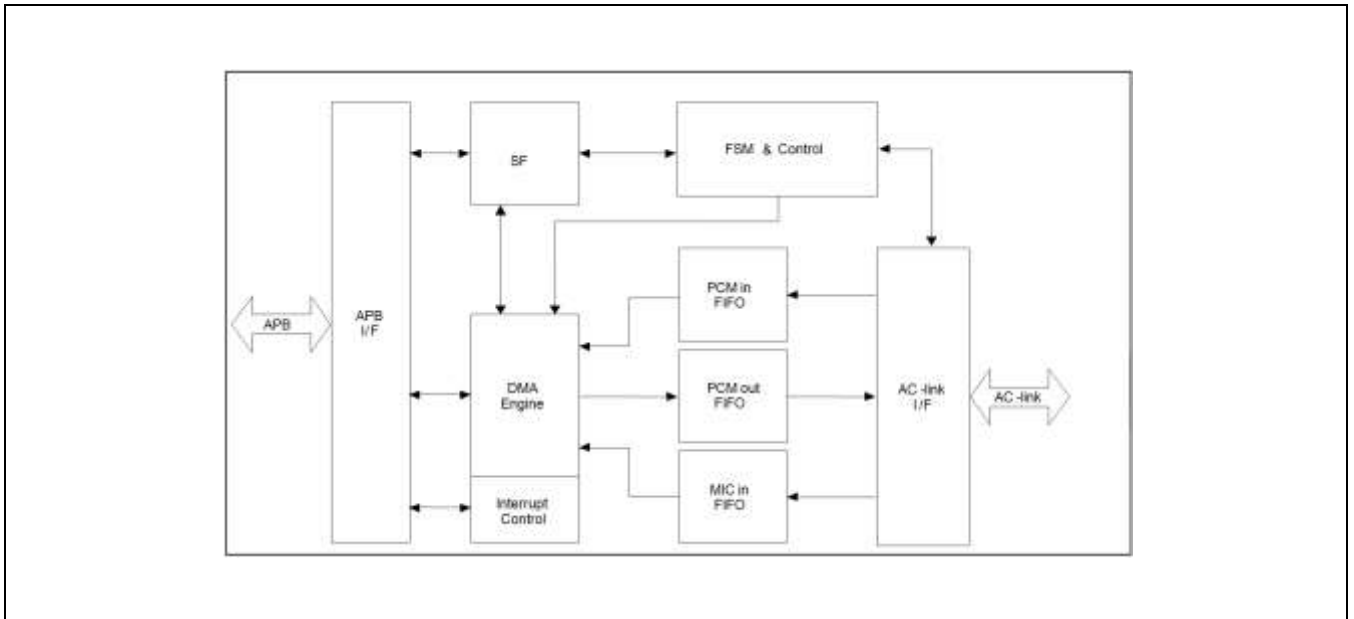 SF
FSM & Control
PCM in
FIFO
APB
APB
I/F
DMA
Engine
PCM out
FIFO
AC-link
I/F
AC-link
Interrupt
Control
MIC in
FIFO